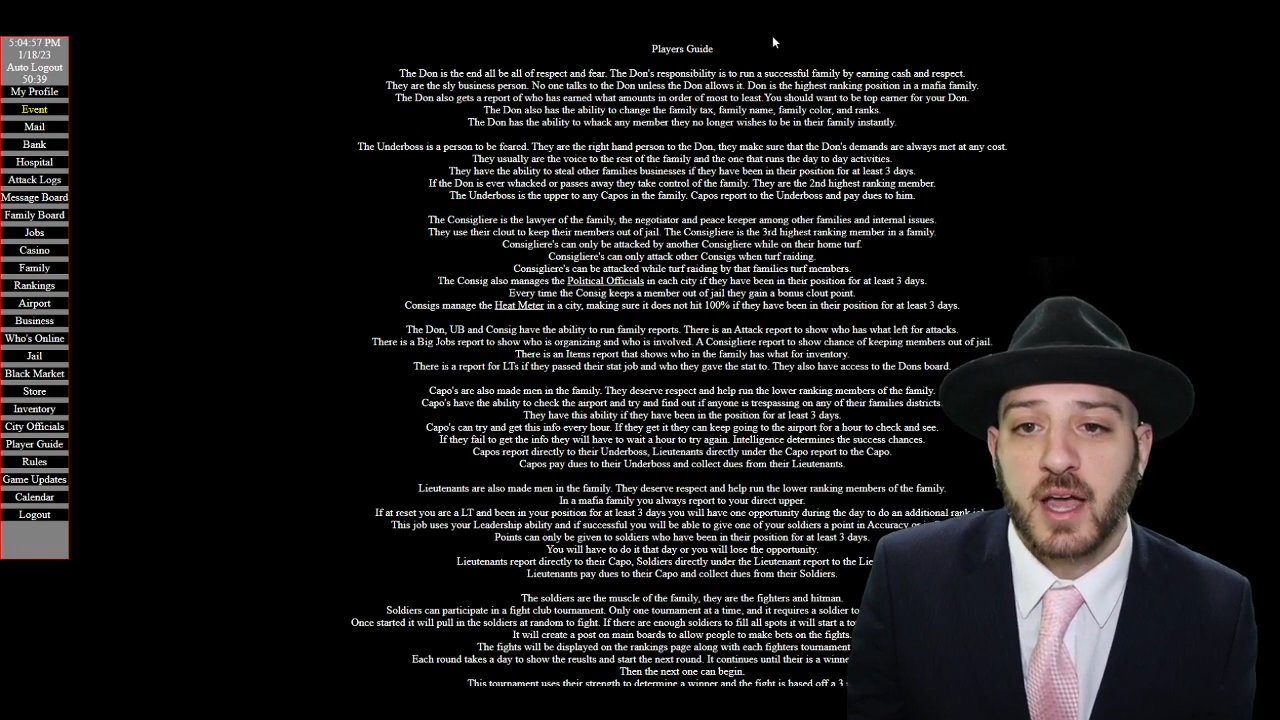 5:04:57 PM
1/18/23
Auto Logout
50:39
My Profile
Event
Mail
Bank
Hospital
Attack Logs
Message Board
Family Board
Jobs
Casino
Family
Rankings
Airport
Business
Who's Online
Jail
Black Market
Store
Inventory
City Officials
Player Guide
Rules
Game Updates
Calendar
Logout
Players Guide
The Don is the end all be all of respect and fear. The Don's responsibility is to run a successful family by earning cash and respect.
They are the sly business person. No one talks to the Don unless the Don allows it. Don is the highest ranking position in a mafia family.
The Don also gets a report of who has earned what amounts in order of most to least.You should want to be top earner for your Don.
The Don also has the ability to change the family tax, family name, family color, and ranks.
The Don has the ability to whack any member they no longer wishes to be in their family instantly.
The Underboss is a person to be feared. They are the right hand person to the Don, they make sure that the Don's demands are always met at any cost.
They usually are the voice to the rest of the family and the one that runs the day to day activities.
They have the ability to steal other families businesses if they have been in their position for at least 3 days.
If the Don is ever whacked or passes away they take control of the family. They are the 2nd highest ranking member.
The Underboss is the upper to any Capos in the family. Capos report to the Underboss and pay dues to him.
The Consigliere is the lawyer of the family, the negotiator and peace keeper among other families and internal issues.
They use their clout to keep their members out of jail. The Consigliere is the 3rd highest ranking member in a family.
Consigliere's can only be attacked by another Consigliere while on their home turf.
Consigliere's can only attack other Consigs when turf raiding.
Consigliere's can be attacked while turf raiding by that families turf members.
The Consig also manages the Political Officials in each city if they have been in their position for at least 3 days.
Every time the Consig keeps a member out of jail they gain a bonus clout point.
Consigs manage the Heat Meter in a city, making sure it does not hit 100% if they have been in their position for at least 3 days.
The Don, UB and Consig have the ability to run family reports. There is an Attack report to show who has what left for attacks.
There is a Big Jobs report to show who is organizing and who is involved. A Consigliere report to show chance of keeping members out of jail.
There is an Items report that shows who in the family has what for inventory.
There is a report for LTs if they passed their stat job and who they gave the stat to. They also have access to the Dons board.
Capo's are also made men in the family. They deserve respect and help run the lower ranking members of the family.
Capo's have the ability to check the airport and try and find out if anyone is trespassing on any of their families districts.
They have this ability if they have been in the position for at least 3 days.
Capo's can try and get this info every hour. If they get it they can keep going to the airport for a hour to check and see.
If they fail to get the info they will have to wait a hour to try again. Intelligence determines the success chances.
Capos report directly to their Underboss, Lieutenants directly under the Capo report to the Capo.
Capos pay dues to their Underboss and collect dues from their Lieutenants.
Lieutenants are also made men in the family. They deserve respect and help run the lower ranking members of the family.
In a mafia family you always report to your direct upper.
If at reset you are a LT and been in your position for at least 3 days you will have one opportunity during the day to do an additional rank
This job uses your Leadership ability and if successful you will be able to give one of your soldiers a point in Accuracy or
Points can only be given to soldiers who have been in their position for at least 3 days.
You will have to do it that day or you will lose the opportunity.
Lieutenants report directly to their Capo, Soldiers directly under the Lieutenant report to the
Lieutenants pay dues to their Capo and collect dues from their Soldiers.
The soldiers are the muscle of the family, they are the fighters and hitman.
Soldiers can participate in a fight club tournament. Only one tournament at a time, and it requires a soldier to
Once started it will pull in the soldiers at random to fight. If there are enough soldiers to fill all spots it will start a
It will create a post on main boards to allow people to make bets on the fights.
The fights will be displayed on the rankings page along with each fighters tournament
Each round takes a day to show the reuslts and start the next round. It continues until their is a
Then the next one can begin.
This tournament uses their strength to determine a winner and the fight is based off a 3